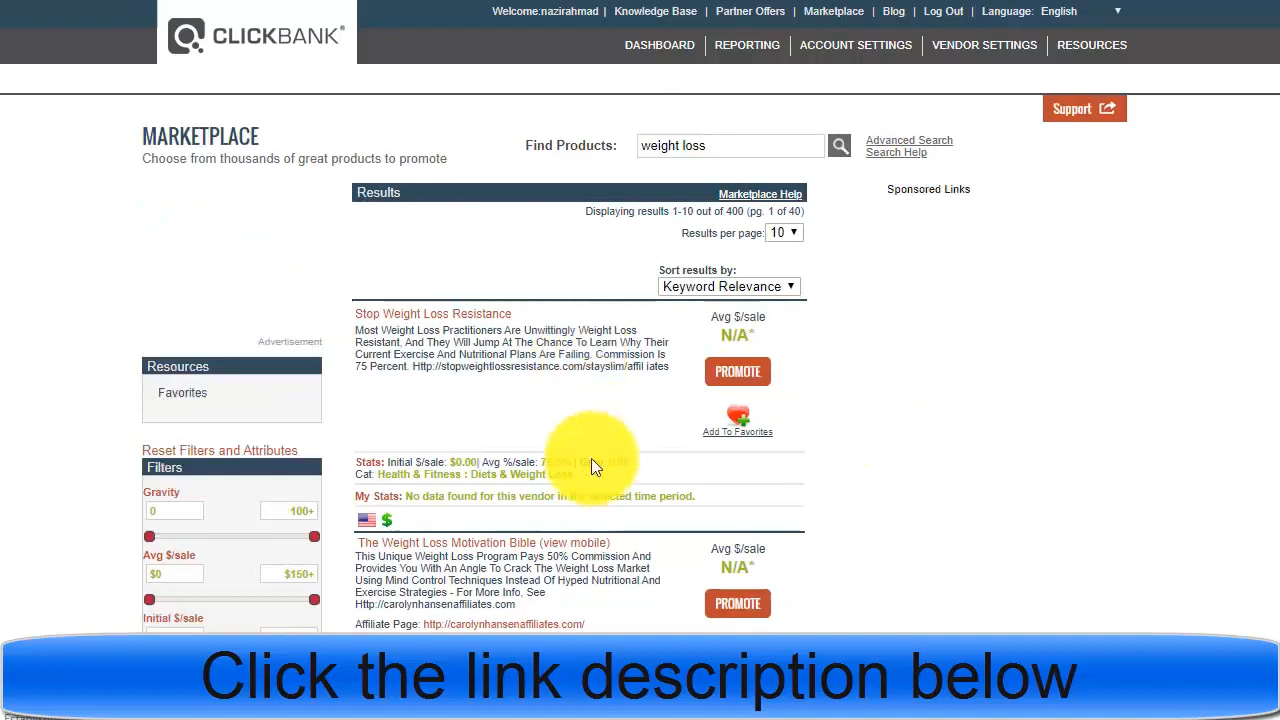 Welcome:nazirahmad | Knowledge Base | Partner Offers | Marketplace | Blog | Log Out | Language: English
CLICKBANK
DASHBOARD | REPORTING | ACCOUNT SETTINGS | VENDOR SETTINGS | RESOURCES
Support
MARKETPLACE
Choose from thousands of great products to promote
Find Products: weight loss
Advanced Search
Search Help
Results Marketplace Help
Sponsored Links
Displaying results 1-10 out of 400 (pg. 1 of 40)
Results per page: 10
Sort results by:
Keyword Relevance
Advertisement
Resources
Favorites
Reset Filters and Attributes
Filters
Gravity
0 100+
Avg $/sale
$0 $150+
Initial $/sale
Stop Weight Loss Resistance
Most Weight Loss Practitioners Are Unwittingly Weight Loss
Resistant, And They Will Jump At The Chance To Learn Why Their
Current Exercise And Nutritional Plans Are Failing. Commission Is
75 Percent. Http://stopweightlossresistance.com/stayslim/affil iates
Avg $/sale
N/A*
PROMOTE
Add To Favorites
Stats: Initial $/sale: $0.00| Avg %/sale:
Cat: Health & Fitness : Diets & Weight Loss
My Stats: No data found for this vendor in the selected time period.
$
The Weight Loss Motivation Bible (view mobile)
This Unique Weight Loss Program Pays 50% Commission And
Provides You With An Angle To Crack The Weight Loss Market
Using Mind Control Techniques Instead Of Hyped Nutritional And
Exercise Strategies - For More Info, See
Http://carolynhansenaffiliates.com
Affiliate Page: http://carolynhansenaffiliates.com/
Avg $/sale
N/A*
PROMOTE
Click the link description below